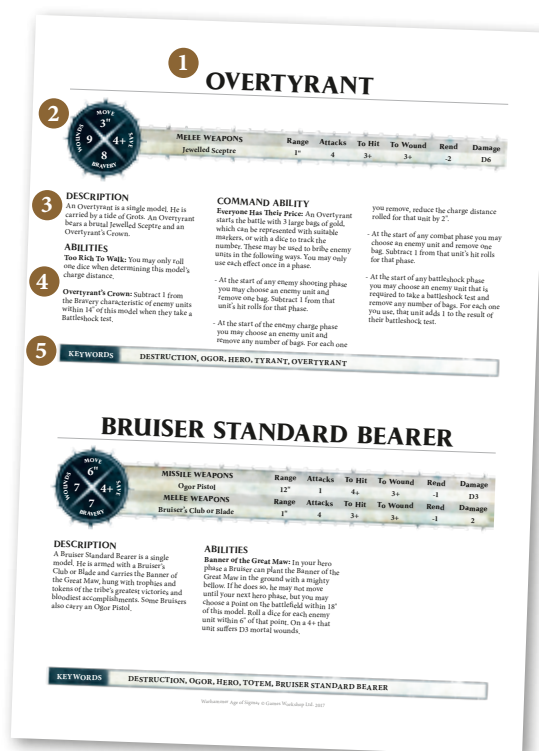 1
OVERTYRANT
2
MOVE
3"
WOUNDS 9 4+ SAVE
8
BRAVERY
MELEE WEAPONS Range Attacks To Hit To Wound Rend Damage
Jewelled Sceptre 1" 4 3+ 3+ -2 D6
3
DESCRIPTION
An Overtyrant is a single model. He is
carried by a tide of Grots. An Overtyrant
bears a brutal Jewelled Sceptre and an
Overtyrant's Crown.
ABILITIES
Too Rich To Walk: You may only roll
one dice when determining this model's
charge distance.
4
Overtyrant's Crown: Subtract 1 from
the Bravery characteristic of enemy units
within 14" of this model when they take a
Battleshock test.
COMMAND ABILITY
Everyone Has Their Price: An Overtyrant
starts the battle with 3 large bags of gold,
which can be represented with suitable
markers, or with a dice to track the
number. These may be used to bribe enemy
units in the following ways. You may only
use each effect once in a phase.
- At the start of any enemy shooting phase
you may choose an enemy unit and
remove one bag. Subtract 1 from that
unit's hit rolls for that phase.
- At the start of the enemy charge phase
you may choose an enemy unit and
remove any number of bags. For each one
you remove, reduce the charge distance
rolled for that unit by 2".
- At the start of any combat phase you may
choose an enemy unit and remove one
bag. Subtract 1 from that unit's hit rolls
for that phase.
- At the start of any battleshock phase
you may choose an enemy unit that is
required to take a battleshock test and
remove any number of bags. For each one
you use, that unit adds 1 to the result of
their battleshock test.
5
KEYWORDS DESTRUCTION, OGOR, HERO, TYRANT, OVERTYRANT
BRUISER STANDARD BEARER
MOVE
6"
WOUNDS 7 4+ SAVE
7
BRAVERY
MISSILE WEAPONS Range Attacks To Hit To Wound Rend Damage
Ogor Pistol 12" 1 4+ 3+ -1 D3
MELEE WEAPONS Range Attacks To Hit To Wound Rend Damage
Bruiser's Club or Blade 1" 4 3+ 3+ -1 2
DESCRIPTION
A Bruiser Standard Bearer is a single
model. He is armed with a Bruiser's
Club or Blade and carries the Banner of
the Great Maw, hung with trophies and
tokens of the tribe's greatest victories and
bloodiest accomplishments. Some Bruisers
also carry an Ogor Pistol.
ABILITIES
Banner of the Great Maw: In your hero
phase a Bruiser can plant the Banner of the
Great Maw in the ground with a mighty
bellow. If he does so, he may not move
until your next hero phase, but you may
choose a point on the battlefield within 18"
of this model. Roll a dice for each enemy
unit within 6" of that point. On a 4+ that
unit suffers D3 mortal wounds.
KEYWORDS DESTRUCTION, OGOR, HERO, TOTEM, BRUISER STANDARD BEARER
Warhammer Age of Sigmar © Games Workshop Ltd. 2017